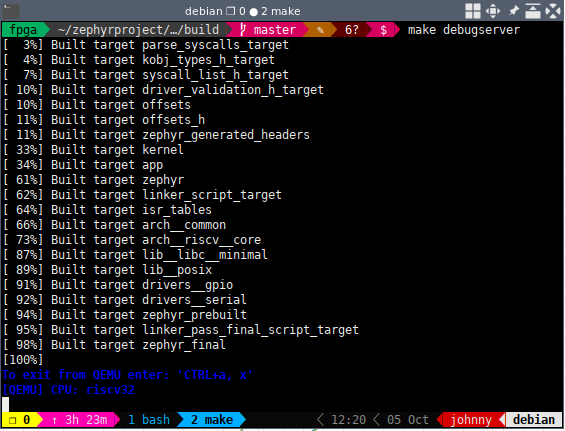 debian ❐ 0 ● 2 make
fpga ~/zephyrproject/…/build master ✎ 6? $ make debugserver
[  3%] Built target parse_syscalls_target
[  4%] Built target kobj_types_h_target
[  7%] Built target syscall_list_h_target
[ 10%] Built target driver_validation_h_target
[ 10%] Built target offsets
[ 11%] Built target offsets_h
[ 11%] Built target zephyr_generated_headers
[ 33%] Built target kernel
[ 34%] Built target app
[ 61%] Built target zephyr
[ 62%] Built target linker_script_target
[ 64%] Built target isr_tables
[ 66%] Built target arch__common
[ 73%] Built target arch__riscv__core
[ 87%] Built target lib__libc__minimal
[ 89%] Built target lib__posix
[ 91%] Built target drivers__gpio
[ 92%] Built target drivers__serial
[ 94%] Built target zephyr_prebuilt
[ 95%] Built target linker_pass_final_script_target
[ 98%] Built target zephyr_final
[100%]
To exit from QEMU enter: 'CTRL+a, x'
[QEMU] CPU: riscv32
❐ 0 ↑ 3h 23m 1 bash 2 make 12:20 05 Oct johnny debian